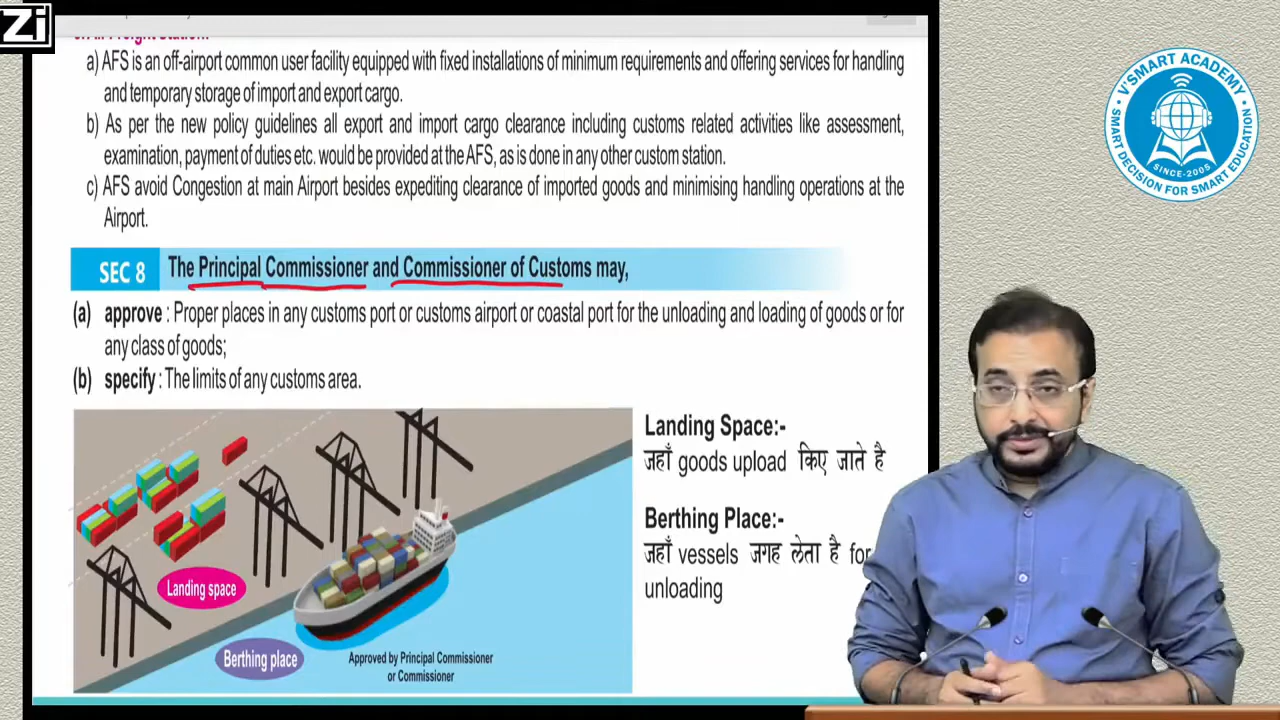 Zi
Air Freight Station:
a) AFS is an off-airport common user facility equipped with fixed installations of minimum requirements and offering services for handling
and temporary storage of import and export cargo.
b) As per the new policy guidelines all export and import cargo clearance including customs related activities like assessment,
examination, payment of duties etc. would be provided at the AFS, as is done in any other custom station.
c) AFS avoid Congestion at main Airport besides expediting clearance of imported goods and minimising handling operations at the
Airport.
SEC 8 The Principal Commissioner and Commissioner of Customs may,
(a) approve : Proper places in any customs port or customs airport or coastal port for the unloading and loading of goods or for
any class of goods;
(b) specify : The limits of any customs area.
Landing Space:-
जहाँ goods upload किए जाते है
Berthing Place:-
जहाँ vessels जगह लेता है for
unloading
Landing space
Berthing place
Approved by Principal Commissioner
or Commissioner
V'SMART ACADEMY
SINCE-2005
SMART DECISION FOR SMART EDUCATION